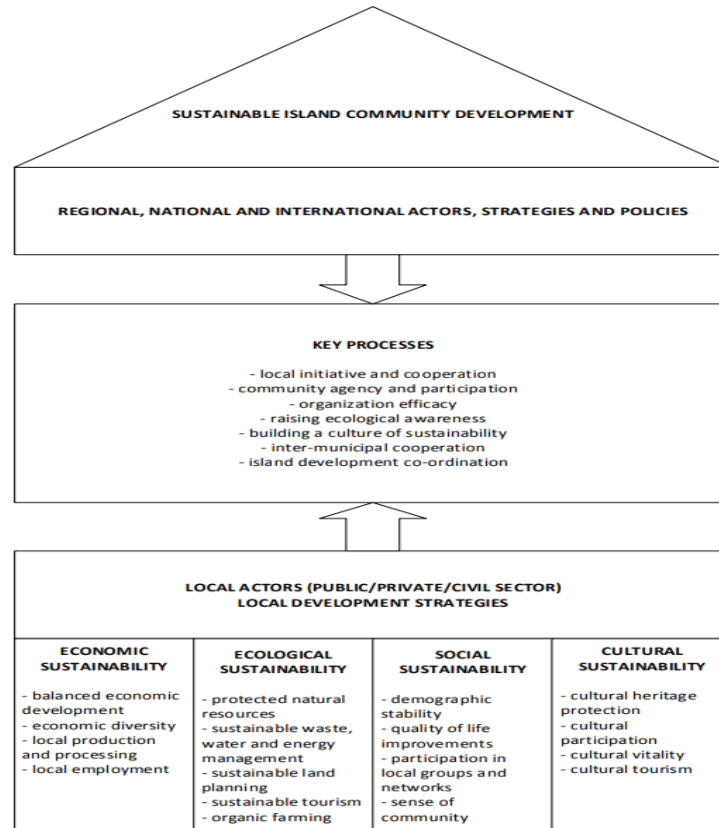 SUSTAINABLE ISLAND COMMUNITY DEVELOPMENT
REGIONAL, NATIONAL AND INTERNATIONAL ACTORS, STRATEGIES AND POLICIES
KEY PROCESSES
- local initiative and cooperation
- community agency and participation
- organization efficacy
- raising ecological awareness
- building a culture of sustainability
- inter-municipal cooperation
- island development co-ordination
LOCAL ACTORS (PUBLIC/PRIVATE/CIVIL SECTOR)
LOCAL DEVELOPMENT STRATEGIES
ECONOMIC
SUSTAINABILITY
- balanced economic
development
- economic diversity
- local production
and processing
- local employment
ECOLOGICAL
SUSTAINABILITY
- protected natural
resources
- sustainable waste,
water and energy
management
- sustainable land
planning
- sustainable tourism
- organic farming
SOCIAL
SUSTAINABILITY
- demographic
stability
- quality of life
improvements
- participation in
local groups and
networks
- sense of
community
CULTURAL
SUSTAINABILITY
- cultural heritage
protection
- cultural
participation
- cultural vitality
- cultural tourism